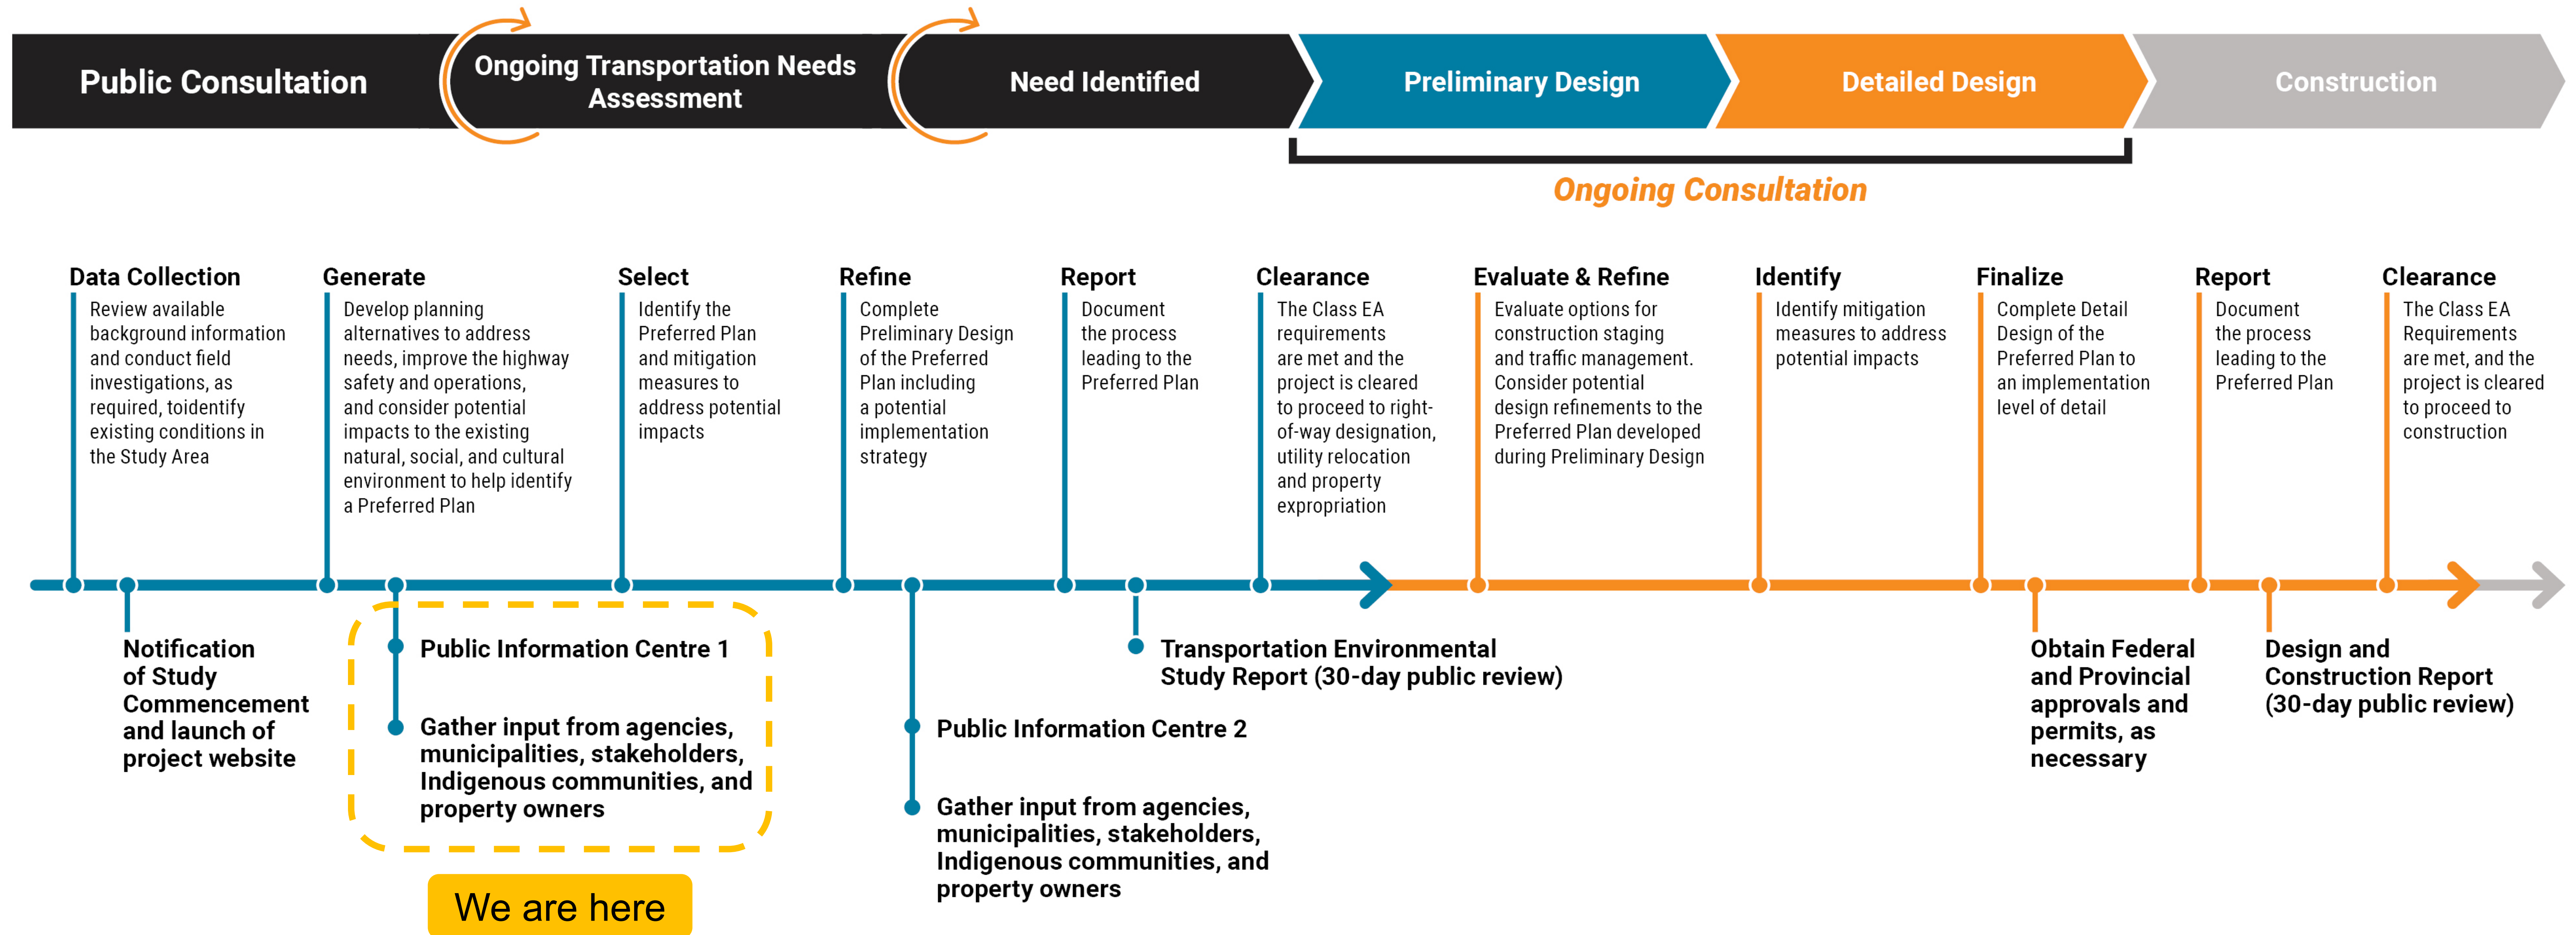 Public Consultation
Ongoing Transportation Needs
Assessment
Need Identified
Preliminary Design
Detailed Design
Construction
Ongoing Consultation
Data Collection
Review available
background information
and conduct field
investigations, as
required, toidentify
existing conditions in
the Study Area
Generate
Develop planning
alternatives to address
needs, improve the highway
safety and operations,
and consider potential
impacts to the existing
natural, social, and cultural
environment to help identify
a Preferred Plan
Select
Identify the
Preferred Plan
and mitigation
measures to
address potential
impacts
Refine
Complete
Preliminary Design
of the Preferred
Plan including
a potential
implementation
strategy
Report
Document
the process
leading to the
Preferred Plan
Clearance
The Class EA
requirements
are met and the
project is cleared
to proceed to right-
of-way designation,
utility relocation
and property
expropriation
Evaluate & Refine
Evaluate options for
construction staging
and traffic management.
Consider potential
design refinements to the
Preferred Plan developed
during Preliminary Design
Identify
Identify mitigation
measures to address
potential impacts
Finalize
Complete Detail
Design of the
Preferred Plan to
an implementation
level of detail
Report
Document
the process
leading to the
Preferred Plan
Clearance
The Class EA
Requirements
are met, and the
project is cleared
to proceed to
construction
Notification
of Study
Commencement
and launch of
project website
Public Information Centre 1
Gather input from agencies,
municipalities, stakeholders,
Indigenous communities, and
property owners
We are here
Public Information Centre 2
Gather input from agencies,
municipalities, stakeholders,
Indigenous communities, and
property owners
Transportation Environmental
Study Report (30-day public review)
Obtain Federal
and Provincial
approvals and
permits, as
necessary
Design and
Construction Report
(30-day public review)